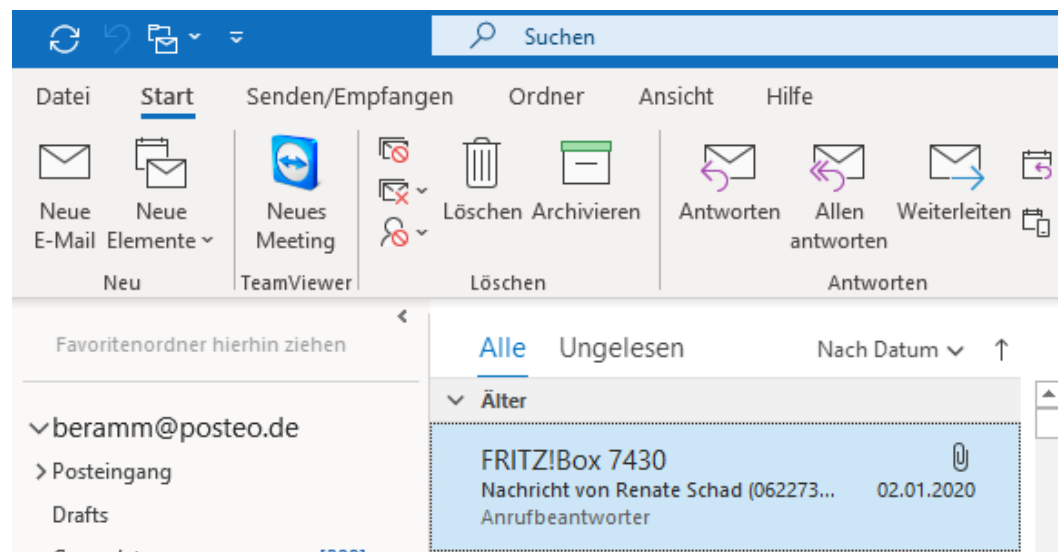 Suchen
Datei Start Senden/Empfangen Ordner Ansicht Hilfe
Neue E-Mail
Neue Elemente
Neues Meeting
Löschen
Archivieren
Antworten
Allen antworten
Weiterleiten
Neu
TeamViewer
Löschen
Antworten
Favoritenordner hierhin ziehen
Alle Ungelesen Nach Datum
Älter
beramm@posteo.de
Posteingang
Drafts
FRITZ!Box 7430
Nachricht von Renate Schad (062273... 02.01.2020
Anrufbeantworter